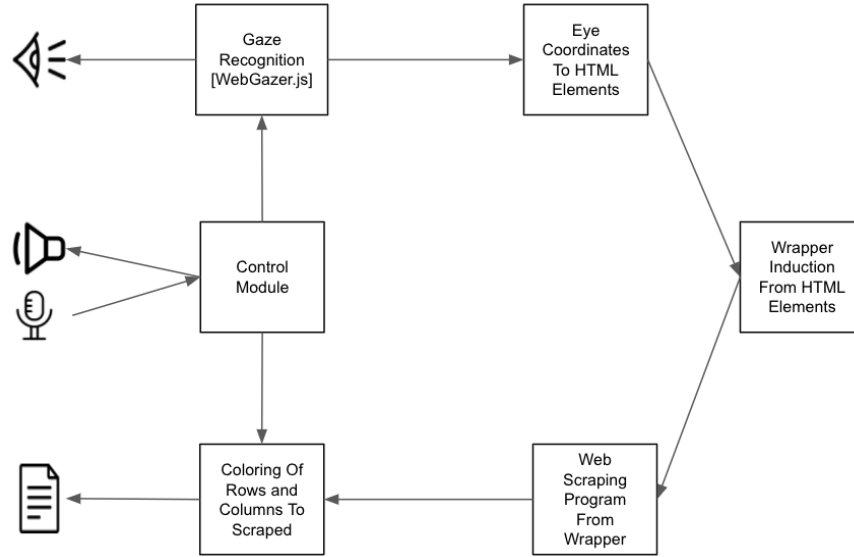 Gaze
Recognition
[WebGazer.js]
Eye
Coordinates
To HTML
Elements
Control
Module
Wrapper
Induction
From HTML
Elements
Coloring Of
Rows and
Columns To
Scraped
Web
Scraping
Program
From
Wrapper